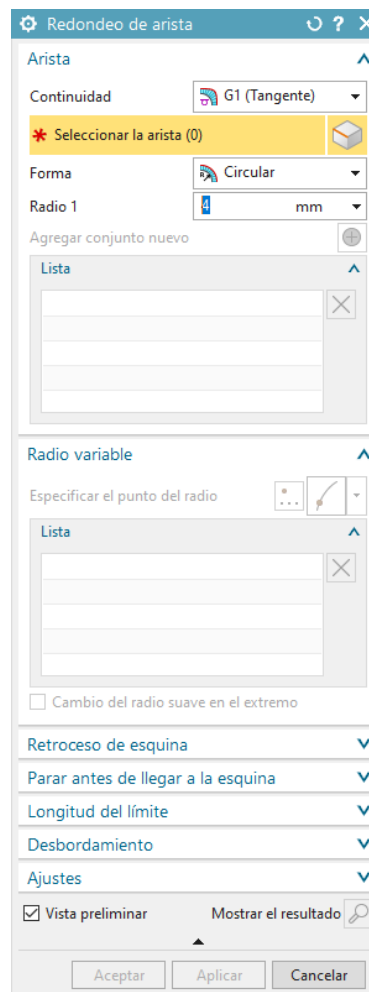 Redondeo de arista
Arista
Continuidad G1 (Tangente)
* Seleccionar la arista (0)
Forma Circular
Radio 1 4 mm
Agregar conjunto nuevo
Lista
Radio variable
Especificar el punto del radio
Lista
Cambio del radio suave en el extremo
Retroceso de esquina
Parar antes de llegar a la esquina
Longitud del límite
Desbordamiento
Ajustes
Vista preliminar Mostrar el resultado
Aceptar Aplicar Cancelar